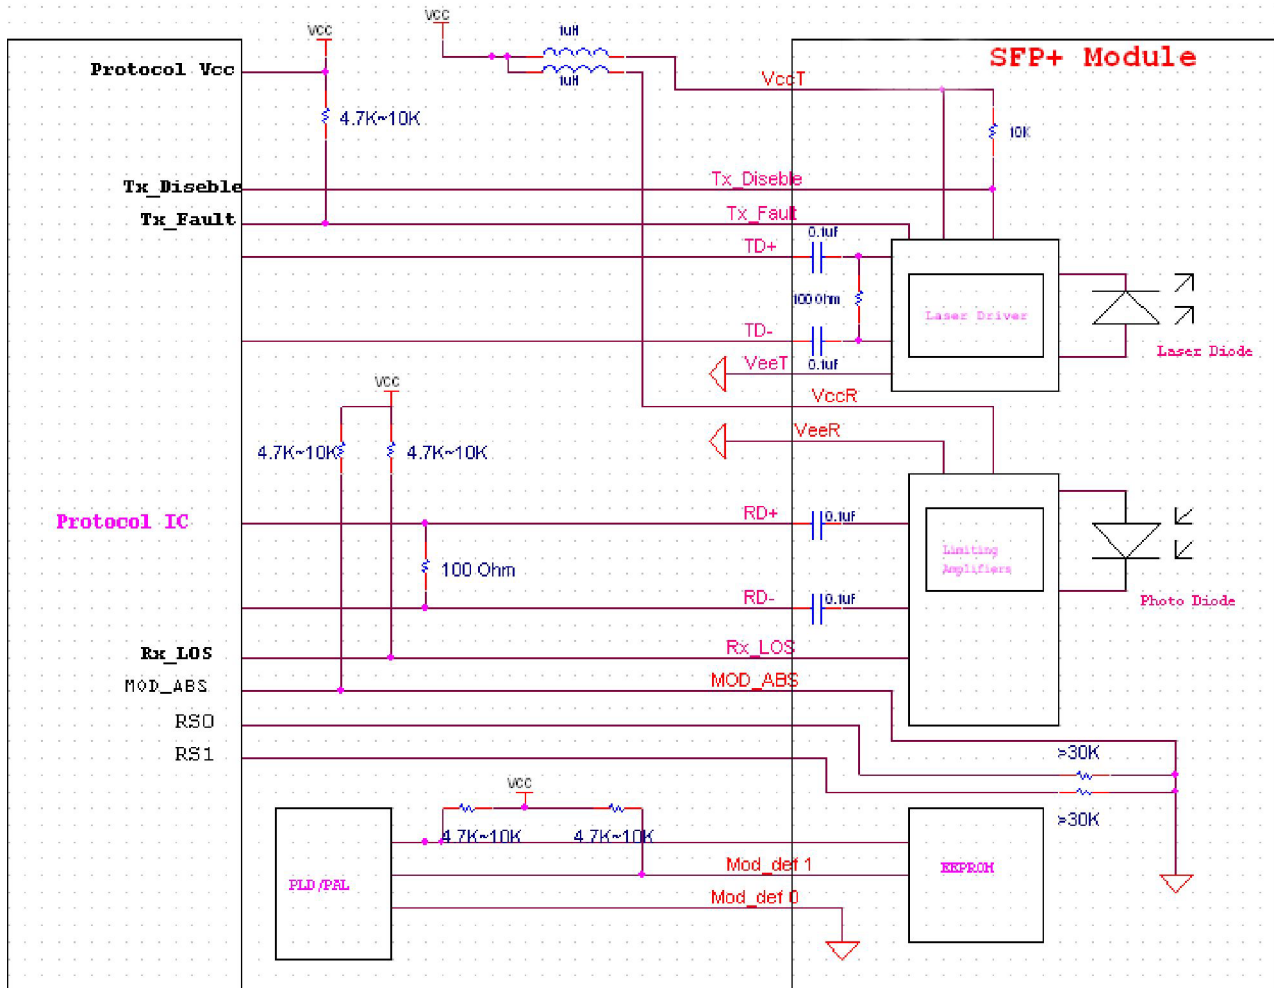 VCC
VCC
1uH
SFP+ Module
Protocol Vcc
1uH
VccT
4.7K~10K
10K
Tx_Diseble
Tx_Diseble
Tx_Fault
Tx_Fault
0.1uF
TD+
100 Ohm
Laser Driver
TD-
Laser Diode
VeeT
0.1uF
VCC
VccR
VeeR
4.7K~10K
4.7K~10K
Protocol IC
RD+
0.1uF
Limiting
Amplifiers
100 Ohm
RD-
0.1uF
Photo Diode
Rx_LOS
Rx_LOS
MOD_ABS
MOD_ABS
RS0
RS1
>30K
VCC
>30K
4.7K~10K
4.7K~10K
Mod_def 1
EEPROM
PLD/PAL
Mod_def 0